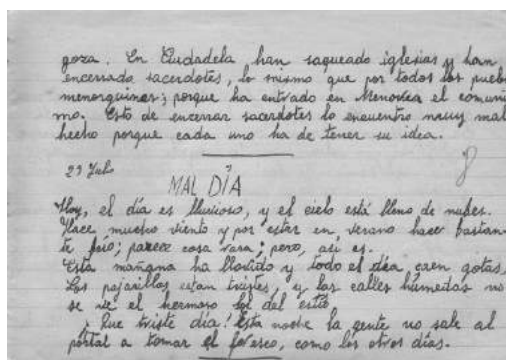 goza. En Ciudadela han saqueado iglesias y han
encerrado sacerdotes, lo mismo que por todos los pueblos
menorquines; porque ha entrado en Menorca el comunis
mo. Esto de encerrar sacerdotes lo encuentro muy mal
hecho porque cada uno ha de tener su idea.
29 Julio
MAL DÍA
Hoy, el día es lluvioso, y el cielo está lleno de nubes.
Hace mucho viento y por estar en verano hace bastan
te frío; parece cosa rara; pero, así es.
Esta mañana ha llovido y todo el día caen gotas,
Los pajarillos están tristes, y las calles húmedas no
se ve el hermoso sol del estío
¡Que triste día! Esta noche la gente no sale al
portal a tomar el fresco, como los otros días.